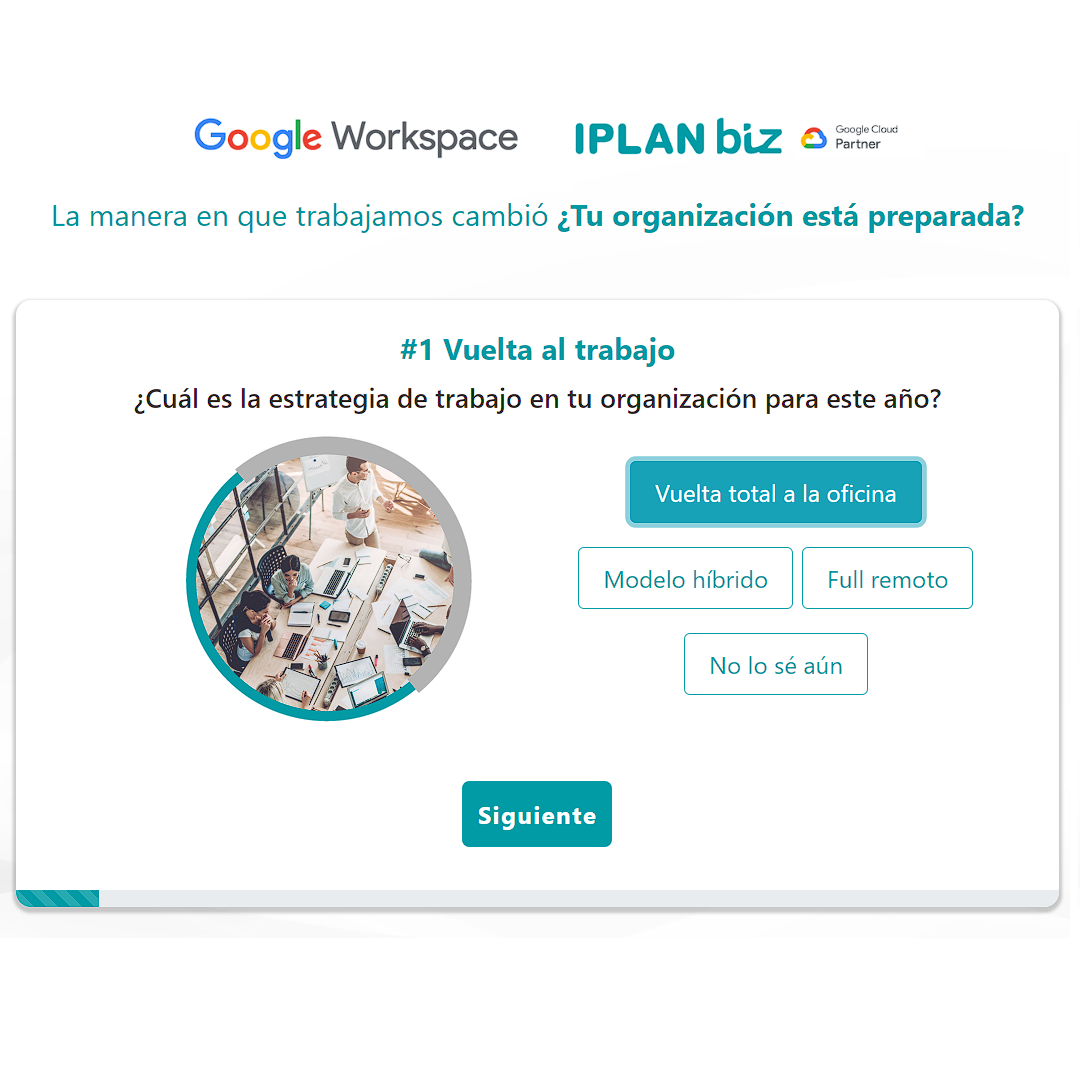 Google Workspace IPLAN biz Google Cloud Partner
La manera en que trabajamos cambió ¿Tu organización está preparada?
#1 Vuelta al trabajo
¿Cuál es la estrategia de trabajo en tu organización para este año?
Vuelta total a la oficina
Modelo híbrido Full remoto
No lo sé aún
Siguiente